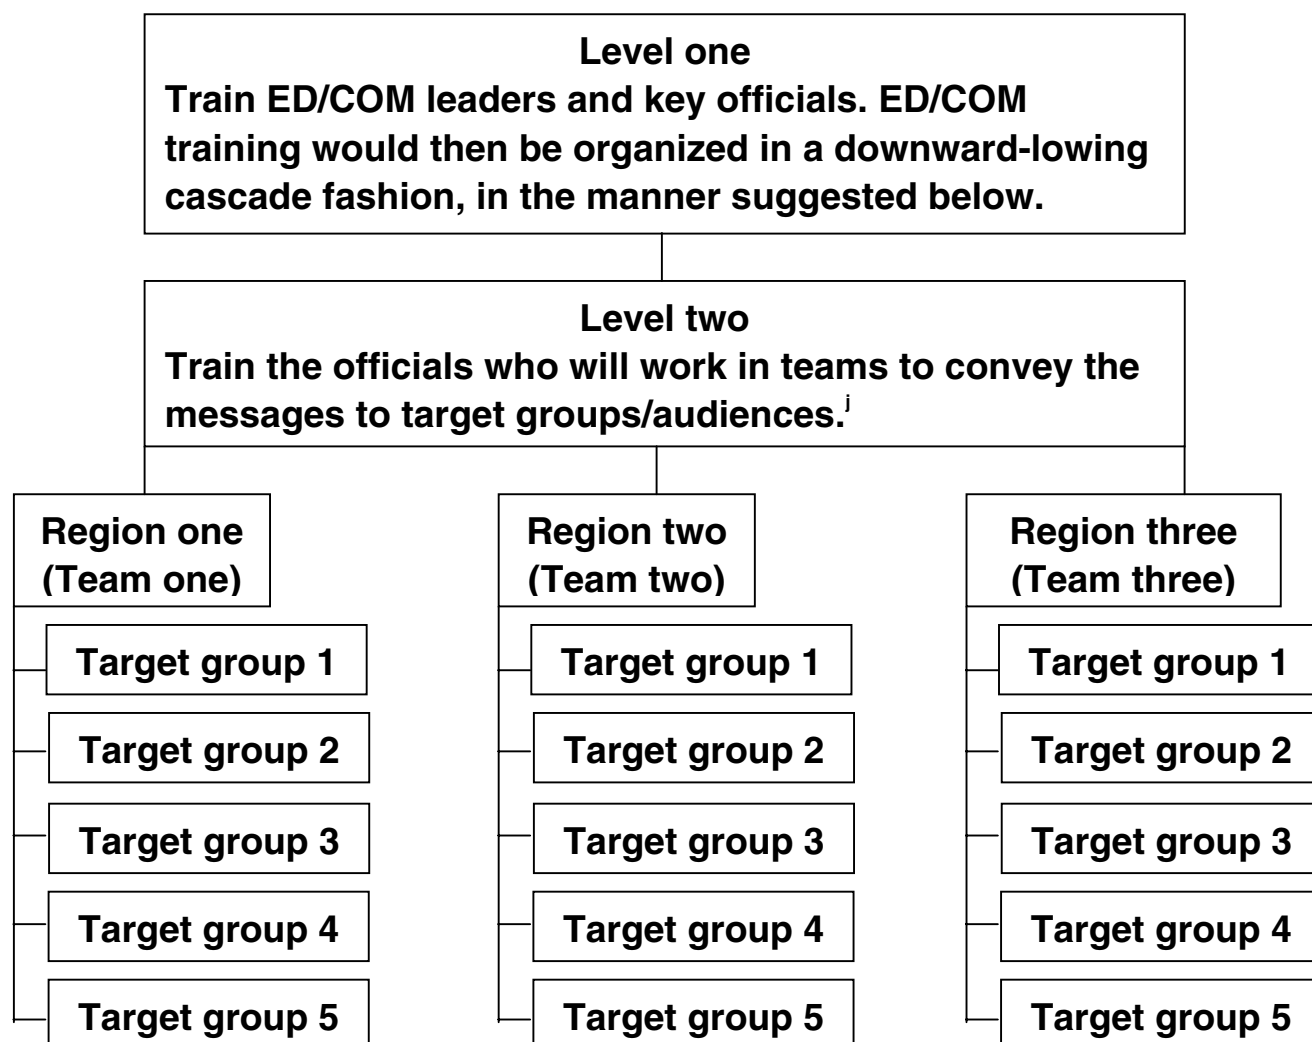 Level one
Train ED/COM leaders and key officials. ED/COM
training would then be organized in a downward-lowing
cascade fashion, in the manner suggested below.
Level two
Train the officials who will work in teams to convey the
messages to target groups/audiences.j
Region one
(Team one)
Target group 1
Target group 2
Target group 3
Target group 4
Target group 5
Region two
(Team two)
Target group 1
Target group 2
Target group 3
Target group 4
Target group 5
Region three
(Team three)
Target group 1
Target group 2
Target group 3
Target group 4
Target group 5